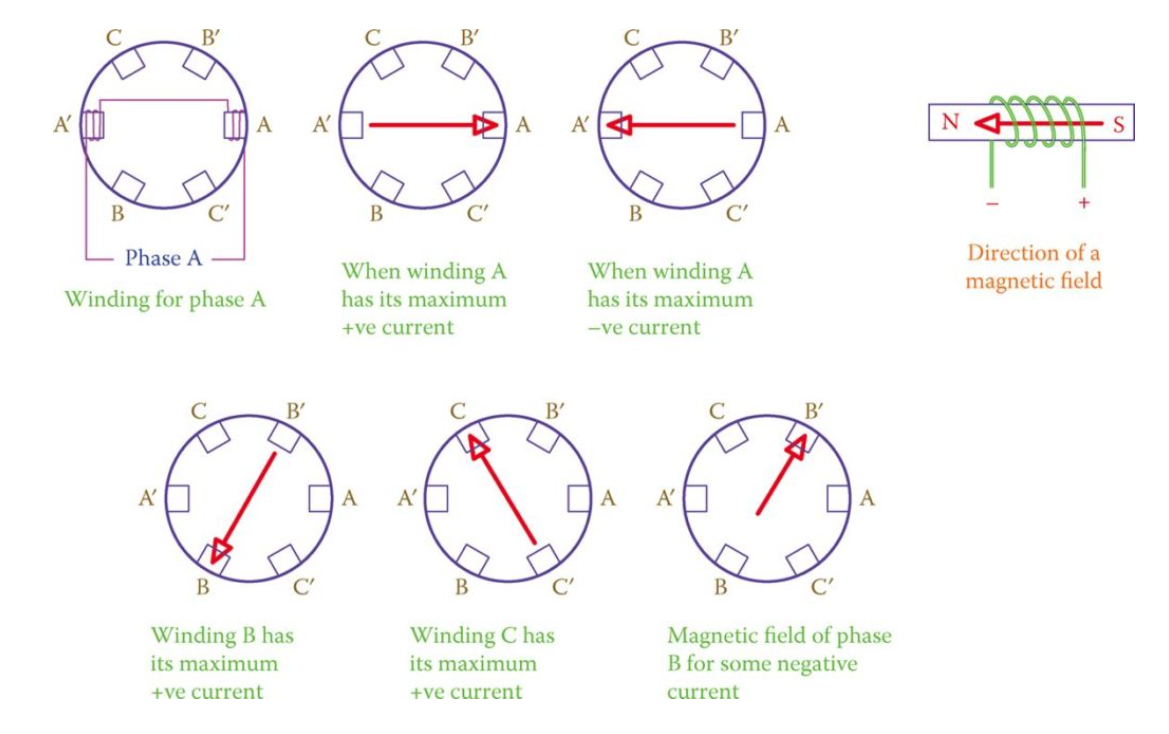 C B′
A′ A
B C′
Phase A
Winding for phase A
C B′
A′ A
B C′
When winding A
has its maximum
+ve current
C B′
A′ A
B C′
When winding A
has its maximum
–ve current
N S
– +
Direction of a
magnetic field
C B′
A′ A
B C′
Winding B has
its maximum
+ve current
C B′
A′ A
B C′
Winding C has
its maximum
+ve current
C B′
A′ A
B C′
Magnetic field of phase
B for some negative
current